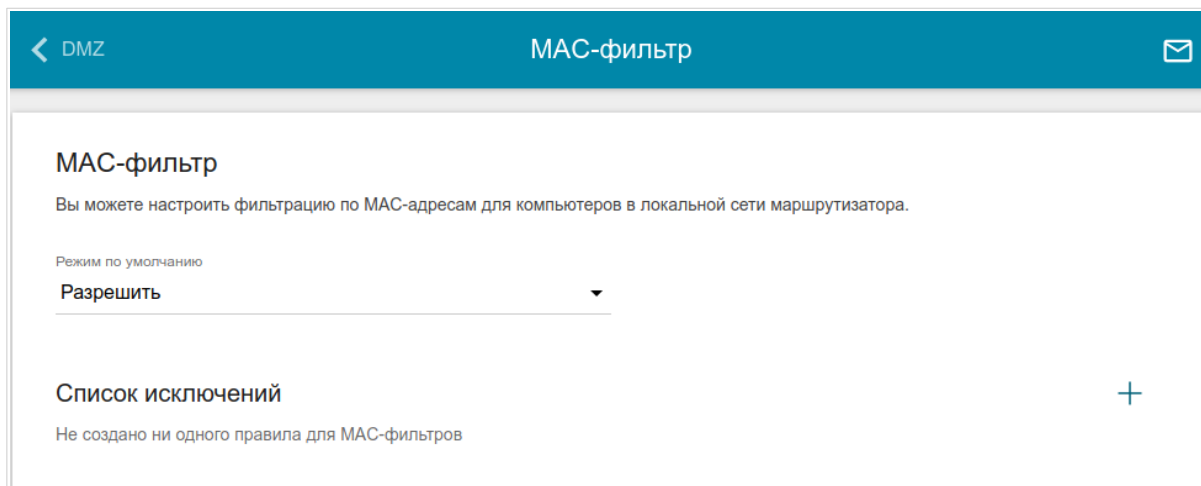 DMZ
MAC-фильтр
MAC-фильтр
Вы можете настроить фильтрацию по MAC-адресам для компьютеров в локальной сети маршрутизатора.
Режим по умолчанию
Разрешить
Список исключений
Не создано ни одного правила для MAC-фильтров